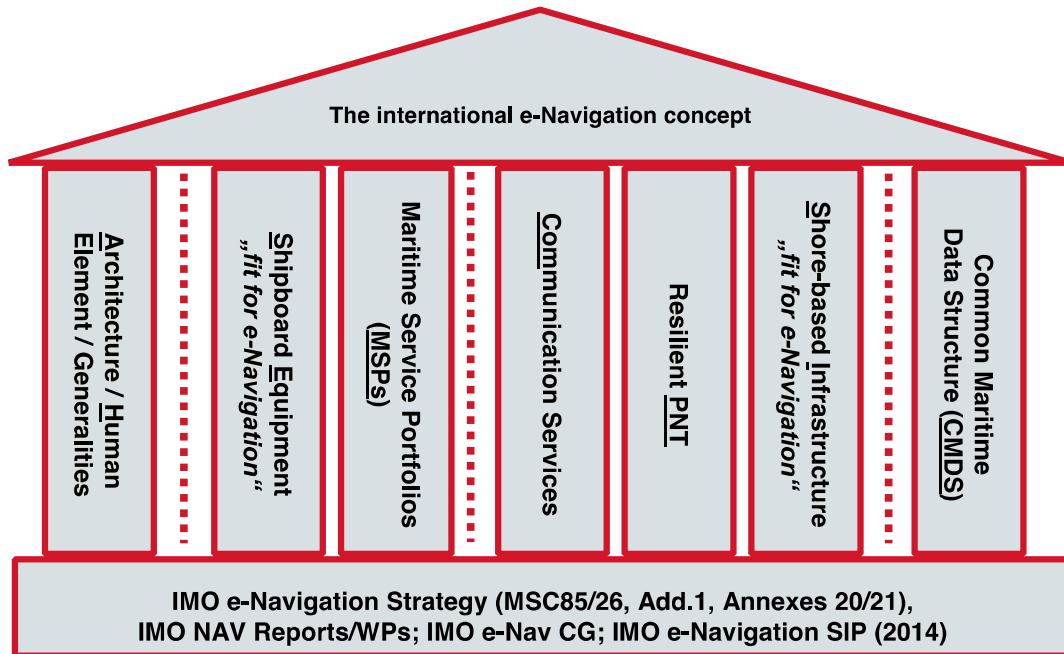 The international e-Navigation concept
Architecture / Human
Element / Generalities
Shipboard Equipment
„fit for e-Navigation“
Maritime Service Portfolios
(MSPs)
Communication Services
Resilient PNT
Shore-based Infrastructure
„fit for e-Navigation“
Common Maritime
Data Structure (CMDS)
IMO e-Navigation Strategy (MSC85/26, Add.1, Annexes 20/21),
IMO NAV Reports/WPs; IMO e-Nav CG; IMO e-Navigation SIP (2014)